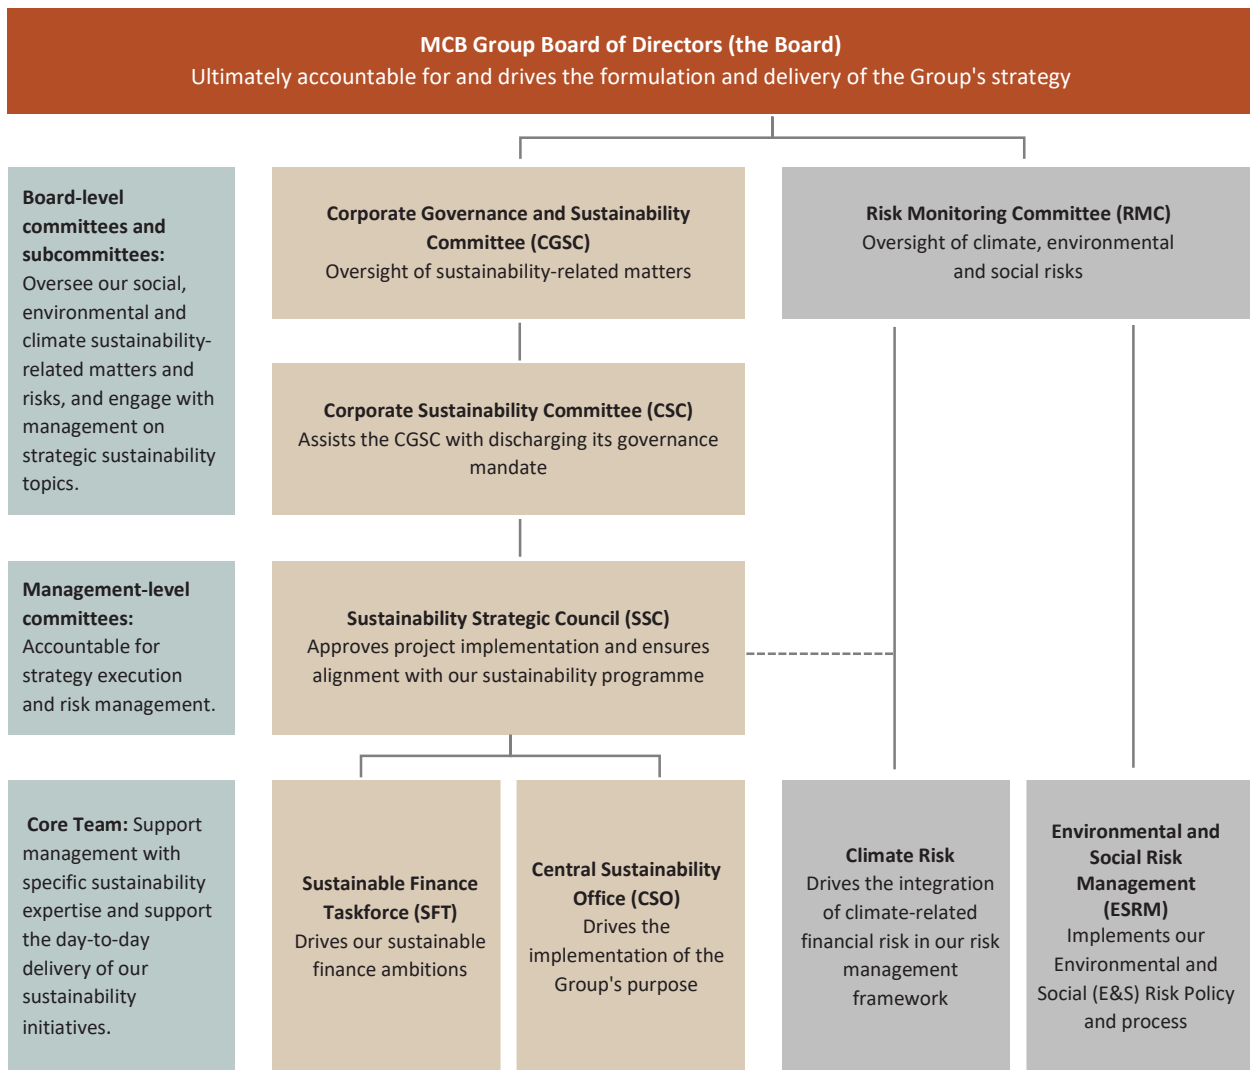 MCB Group Board of Directors (the Board)
Ultimately accountable for and drives the formulation and delivery of the Group's strategy
Board-level
committees and
subcommittees:
Oversee our social,
environmental and
climate sustainability-
related matters and
risks, and engage with
management on
strategic sustainability
topics.
Corporate Governance and Sustainability
Committee (CGSC)
Oversight of sustainability-related matters
Risk Monitoring Committee (RMC)
Oversight of climate, environmental
and social risks
Corporate Sustainability Committee (CSC)
Assists the CGSC with discharging its governance
mandate
Management-level
committees:
Accountable for
strategy execution
and risk management.
Sustainability Strategic Council (SSC)
Approves project implementation and ensures
alignment with our sustainability programme
Core Team: Support
management with
specific sustainability
expertise and support
the day-to-day
delivery of our
sustainability
initiatives.
Sustainable Finance
Taskforce (SFT)
Drives our sustainable
finance ambitions
Central Sustainability
Office (CSO)
Drives the
implementation of the
Group's purpose
Climate Risk
Drives the integration
of climate-related
financial risk in our risk
management
framework
Environmental and
Social Risk
Management
(ESRM)
Implements our
Environmental and
Social (E&S) Risk Policy
and process